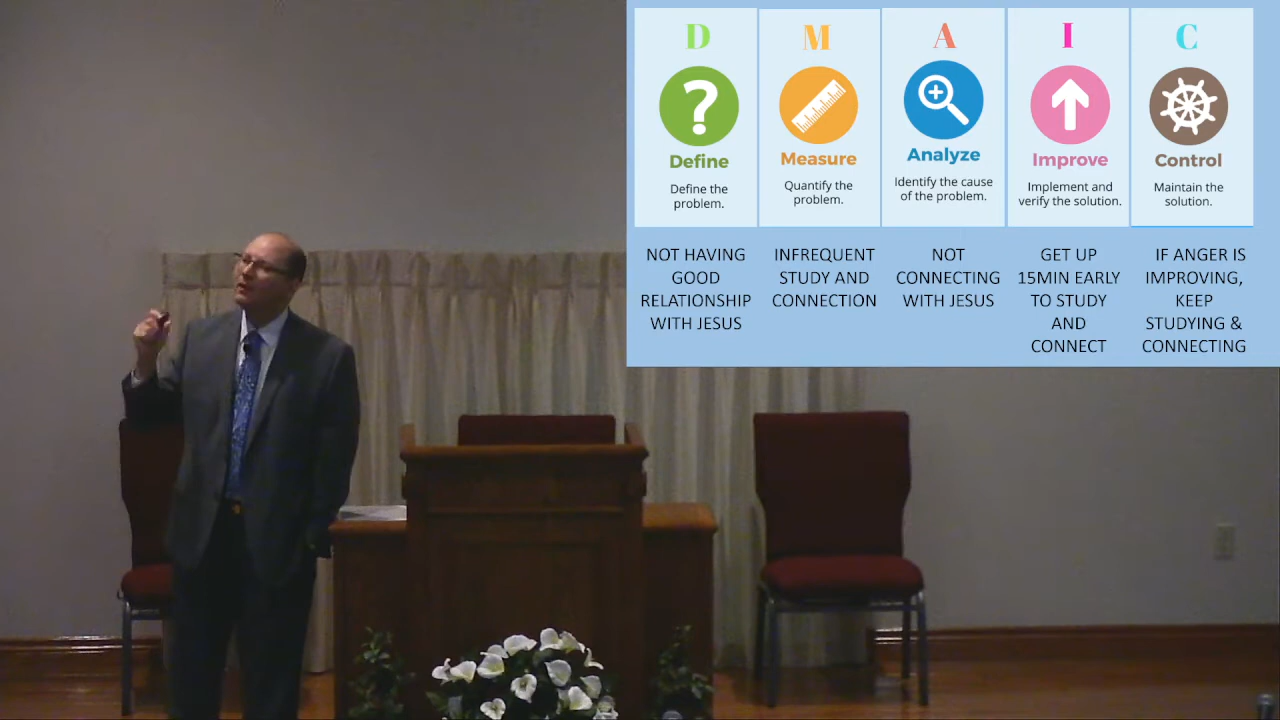 D
Define
Define the
problem.
NOT HAVING
GOOD
RELATIONSHIP
WITH JESUS
M
Measure
Quantify the
problem.
INFREQUENT
STUDY AND
CONNECTION
A
Analyze
Identify the cause
of the problem.
NOT
CONNECTING
WITH JESUS
I
Improve
Implement and
verify the solution.
GET UP
15MIN EARLY
TO STUDY
AND
CONNECT
C
Control
Maintain the
solution.
IF ANGER IS
IMPROVING,
KEEP
STUDYING &
CONNECTING